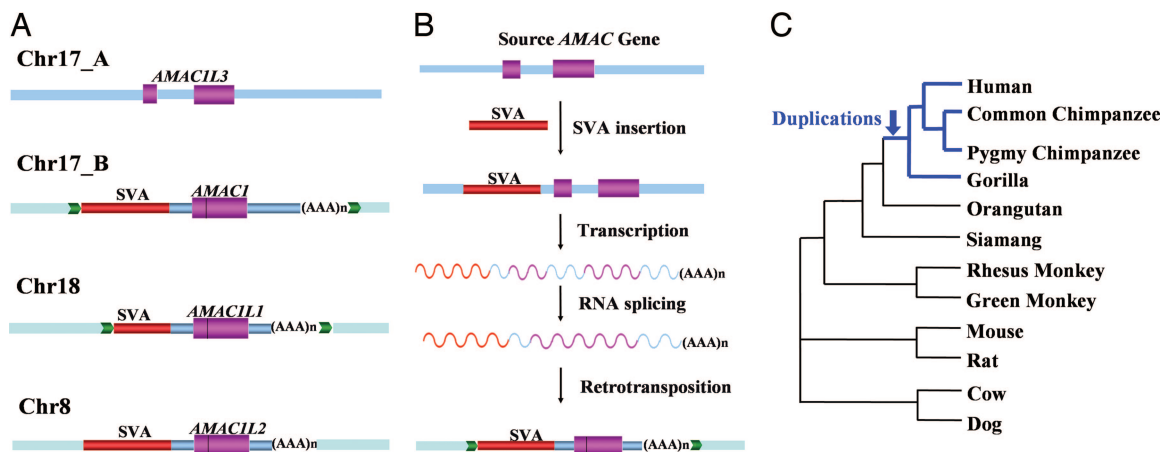 A
Chr17_A
AMAC1L3
Chr17_B
SVA
AMAC1
(AAA)n
Chr18
SVA
AMAC1L1
(AAA)n
Chr8
SVA
AMAC1L2
(AAA)n
B
Source AMAC Gene
SVA
SVA insertion
SVA
Transcription
(AAA)n
RNA splicing
(AAA)n
Retrotransposition
SVA
(AAA)n
C
Duplications
Human
Common Chimpanzee
Pygmy Chimpanzee
Gorilla
Orangutan
Siamang
Rhesus Monkey
Green Monkey
Mouse
Rat
Cow
Dog